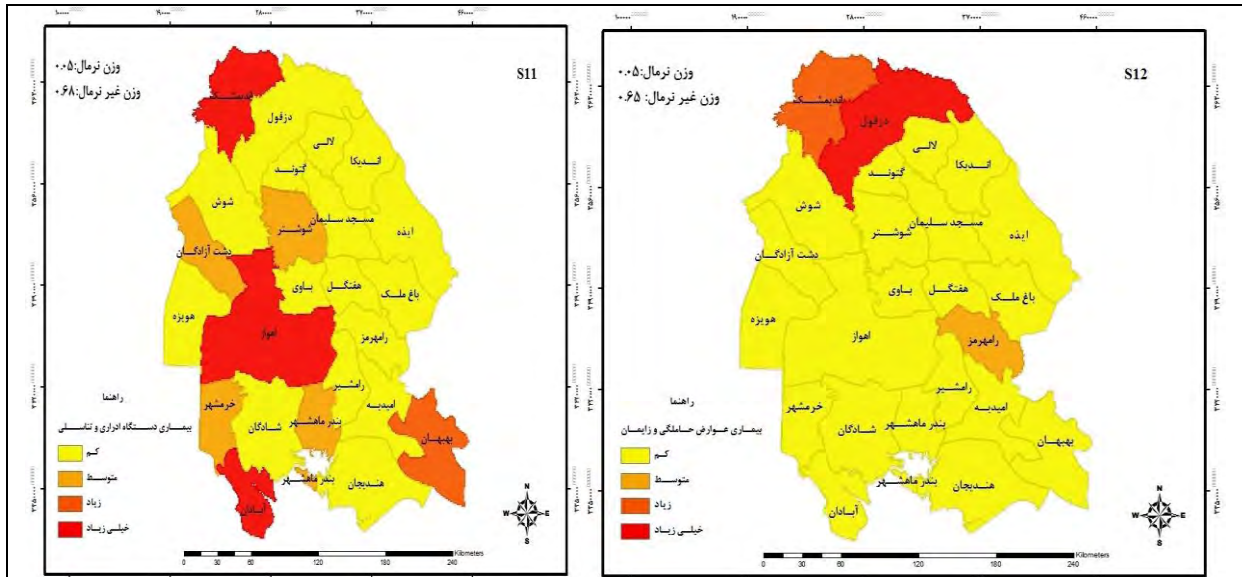 S11
وزن نرمال:۰.۰۵
وزن غیر نرمال:۰.۶۸
اندیمشک
دزفول
لالی
اندیکا
گتوند
شوش
مسجد سلیمان
شوشتر
ایذه
دشت آزادگان
باوی
هفتگل
باغ ملک
هویزه
اهواز
رامهرمز
رامشیر
خرمشهر
امیدیه
بندر ماهشهر
شادگان
بهبهان
بندر ماهشهر
هندیجان
آبادان
راهنما
بیماری دستگاه ادراری و تناسلی
کم
متوسط
زیاد
خیلی زیاد
N
W
E
S
Kilometers
0 30 60 120 180 240
S12
وزن نرمال:۰.۰۵
وزن غیر نرمال:۰.۶۵
اندیمشک
دزفول
لالی
اندیکا
گتوند
شوش
مسجد سلیمان
شوشتر
ایذه
دشت آزادگان
باوی
هفتگل
باغ ملک
هویزه
اهواز
رامهرمز
رامشیر
خرمشهر
امیدیه
بندر ماهشهر
شادگان
بهبهان
بندر ماهشهر
هندیجان
آبادان
راهنما
بیماری عوارض حاملگی و زایمان
کم
متوسط
زیاد
خیلی زیاد
N
W
E
S
Kilometers
0 30 60 120 180 240